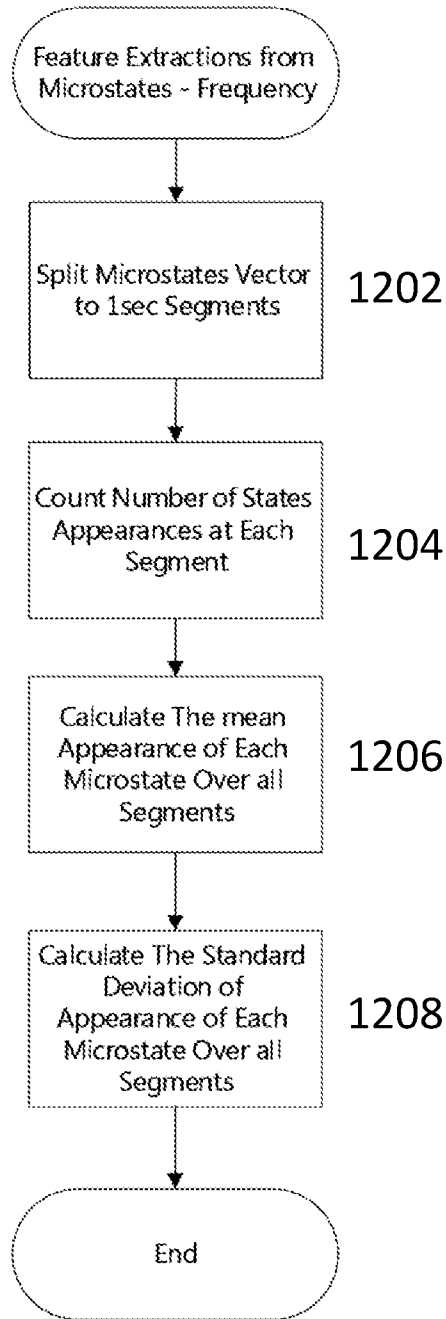 Feature Extractions from
Microstates - Frequency
Split Microstates Vector
to 1sec Segments
1202
Count Number of States
Appearances at Each
Segment
1204
Calculate The mean
Appearance of Each
Microstate Over all
Segments
1206
Calculate The Standard
Deviation of
Appearance of Each
Microstate Over all
Segments
1208
End